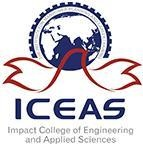 ICEAS
Impact College of Engineering
and Applied Sciences